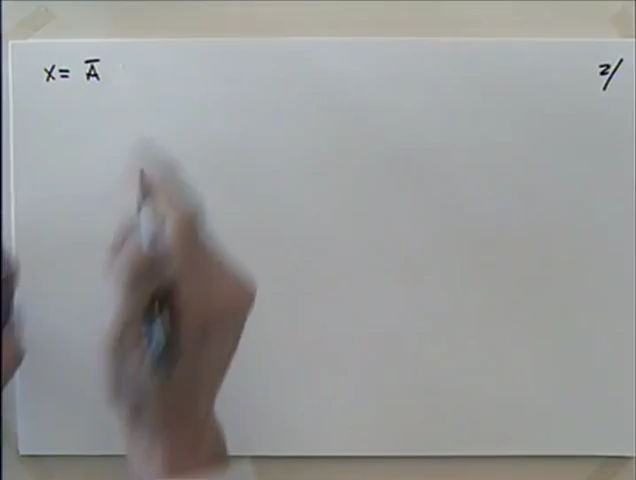 x = A̅ 2/